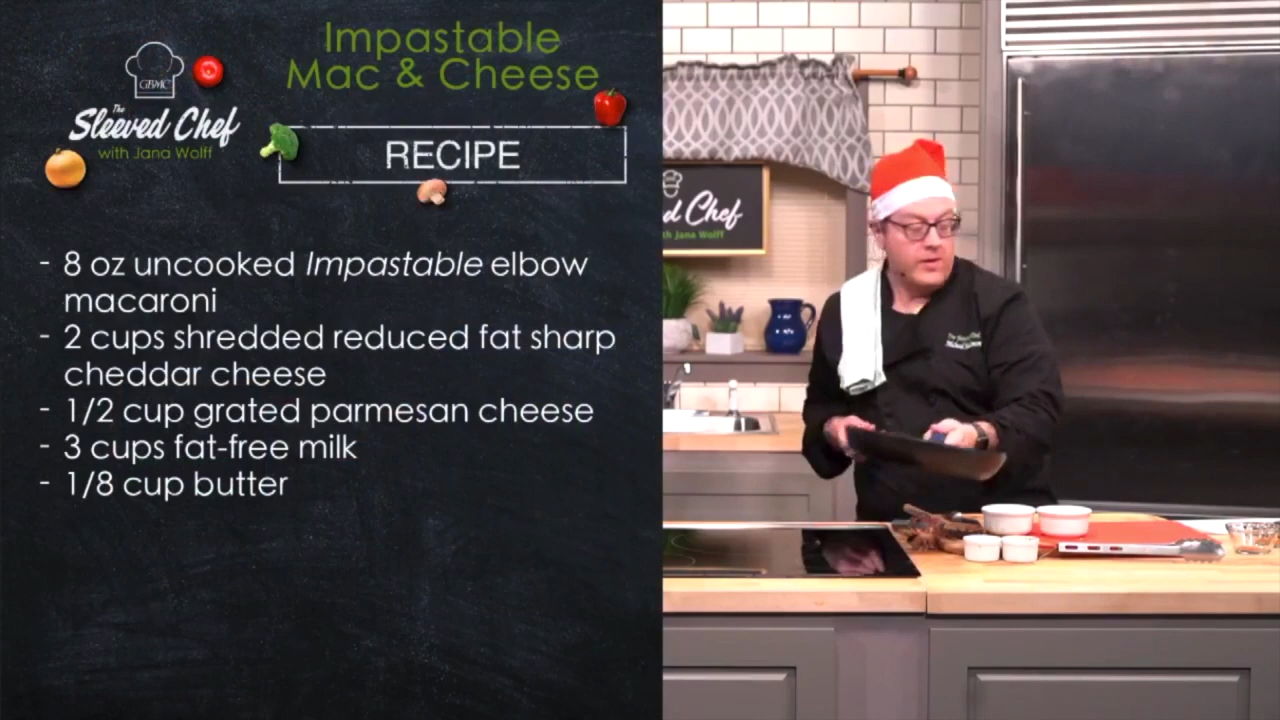 Impastable
Mac & Cheese
GBMC
The
Sleeved Chef
with Jana Wolff
RECIPE
- 8 oz uncooked Impastable elbow
macaroni
- 2 cups shredded reduced fat sharp
cheddar cheese
- 1/2 cup grated parmesan cheese
- 3 cups fat-free milk
- 1/8 cup butter
d Chef
th Jana Wolff